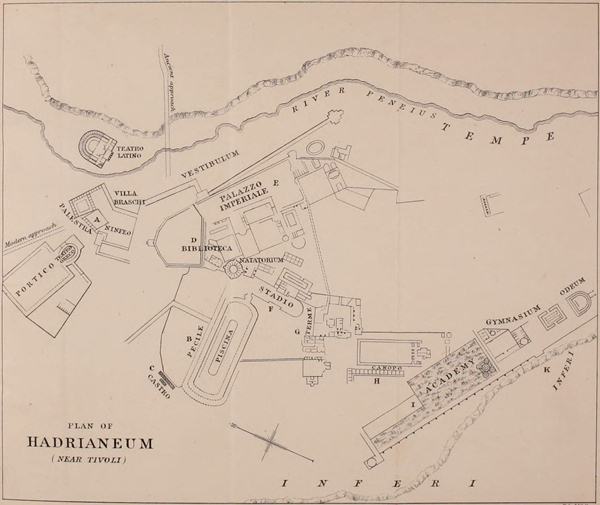 Ancient approach
RIVER PENEIUS
TEMPE
TEATRO
LATINO
VESTIBULUM
VILLA
BRASCHI
PALAZZO
IMPERIALE
E
PALESTRA
A
NINFEO
D
BIBLIOTECA
Modern approach
PORTICO
TEATRO
GRECO
NATATORIUM
STADIO
F
B
PECILE
PISCINA
G
TERME
GYMNASIUM
ODEUM
C
CASTRO
CANOPO
H
ACADEMY
I
K
INFERI
PLAN OF
HADRIANEUM
(NEAR TIVOLI)
INFERI